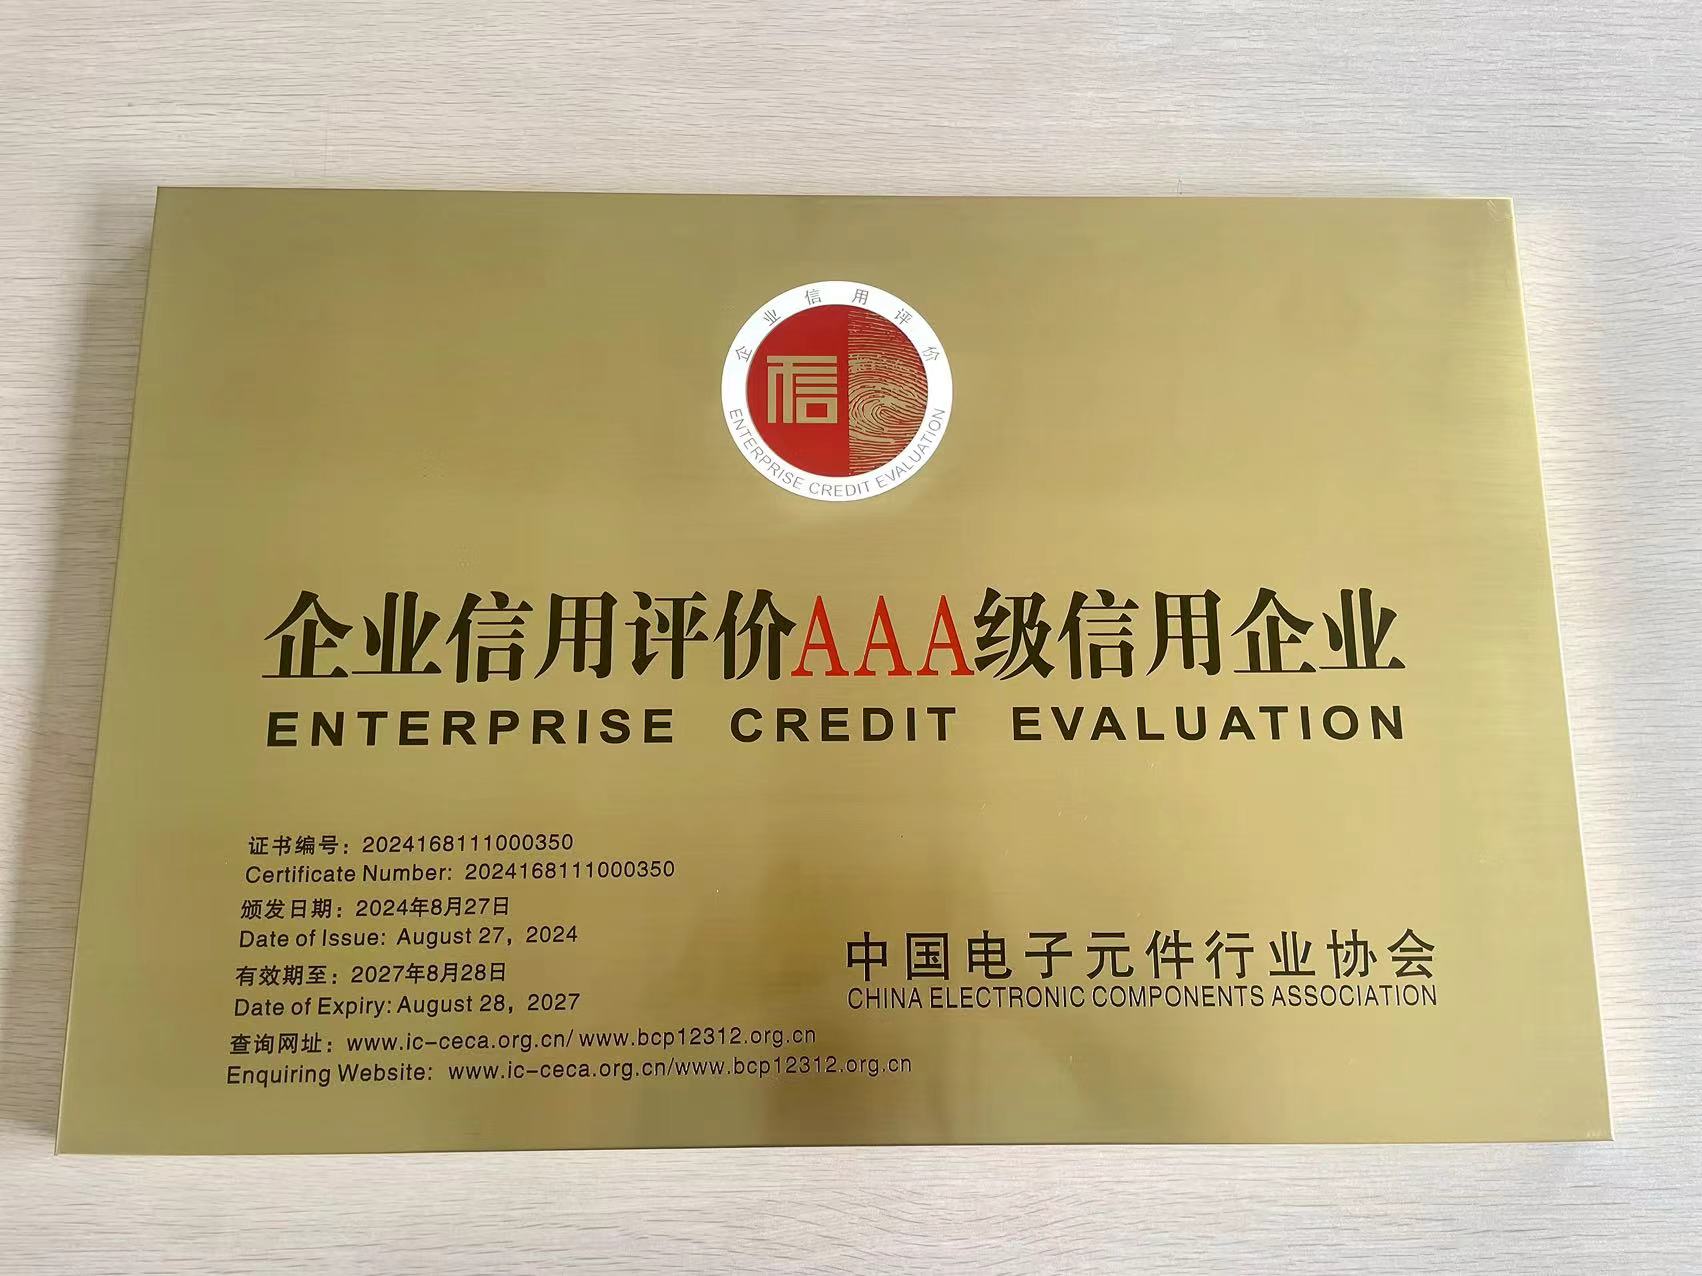 企业信用评价
信
ENTERPRISE CREDIT EVALUATION
企业信用评价AAA级信用企业
ENTERPRISE CREDIT EVALUATION
证书编号：2024168111000350
Certificate Number: 2024168111000350
颁发日期：2024年8月27日
Date of Issue: August 27, 2024
有效期至：2027年8月28日
Date of Expiry: August 28, 2027
查询网址：www.ic-ceca.org.cn/ www.bcp12312.org.cn
Enquiring Website: www.ic-ceca.org.cn/www.bcp12312.org.cn
中国电子元件行业协会
CHINA ELECTRONIC COMPONENTS ASSOCIATION